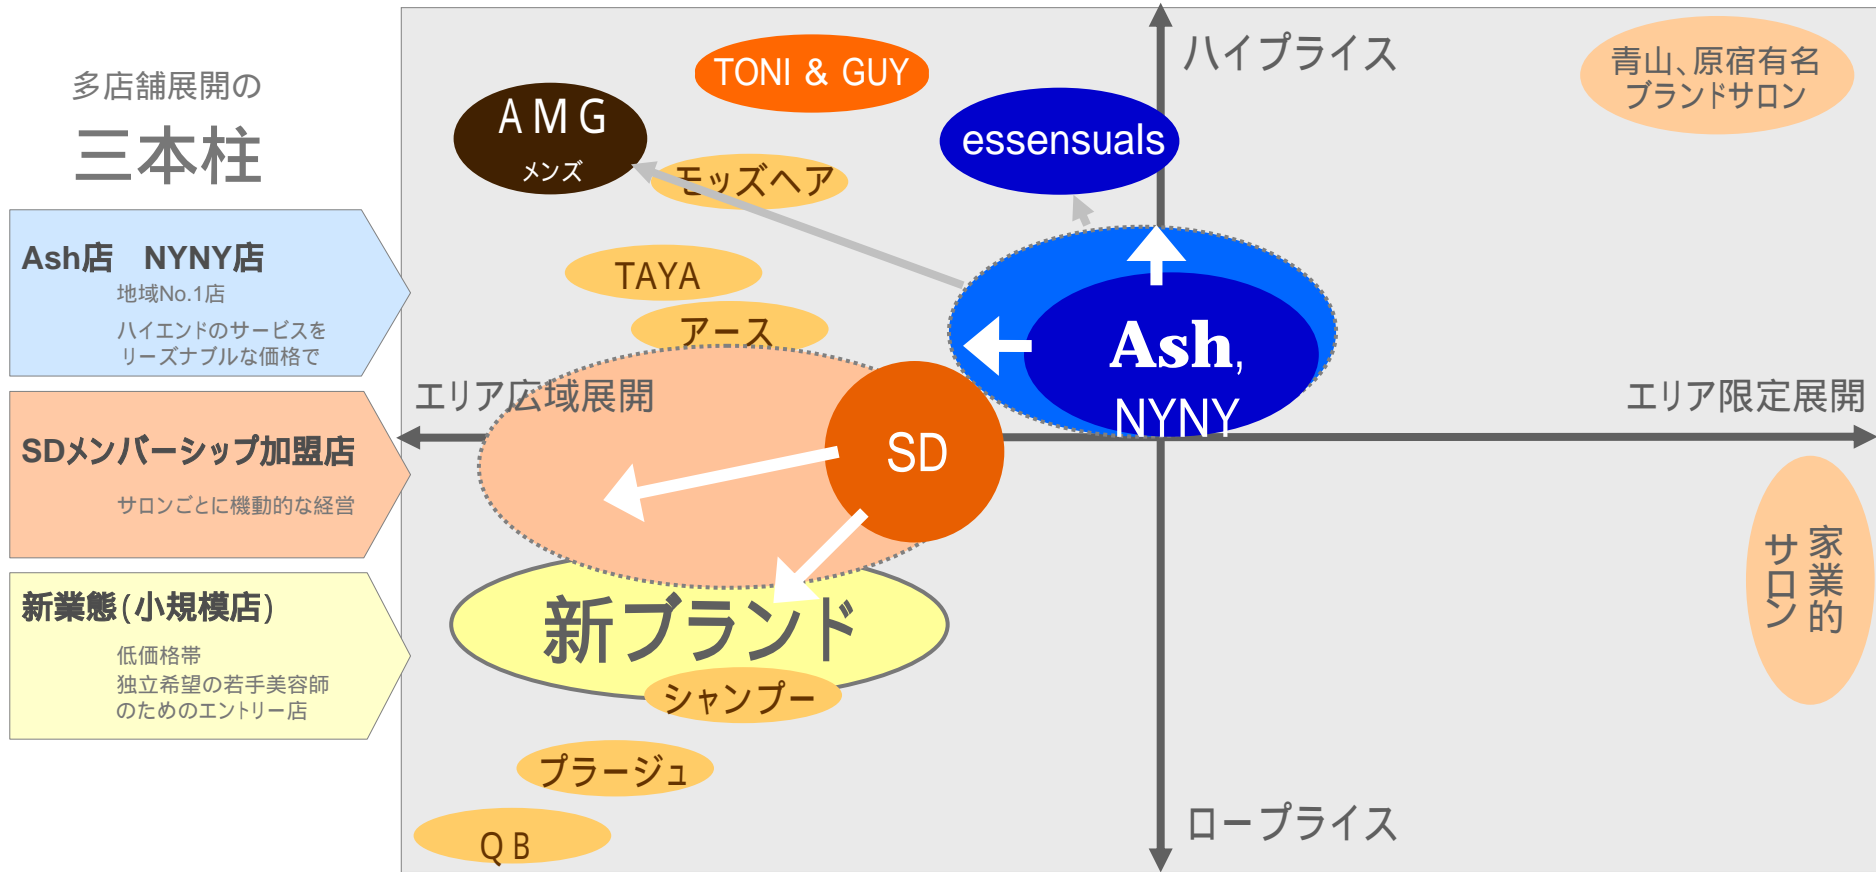 多店舗展開の
三本柱
Ash店　NYNY店
地域No.1店
ハイエンドのサービスを
リーズナブルな価格で
SDメンバーシップ加盟店
サロンごとに機動的な経営
新業態(小規模店)
低価格帯
独立希望の若手美容師
のためのエントリー店
ハイプライス
青山、原宿有名
ブランドサロン
TONI & GUY
AMG
メンズ
essensuals
モッズヘア
TAYA
アース
Ash,
NYNY
エリア広域展開
エリア限定展開
SD
家業的
サロン
新ブランド
シャンプー
プラージュ
QB
ロープライス